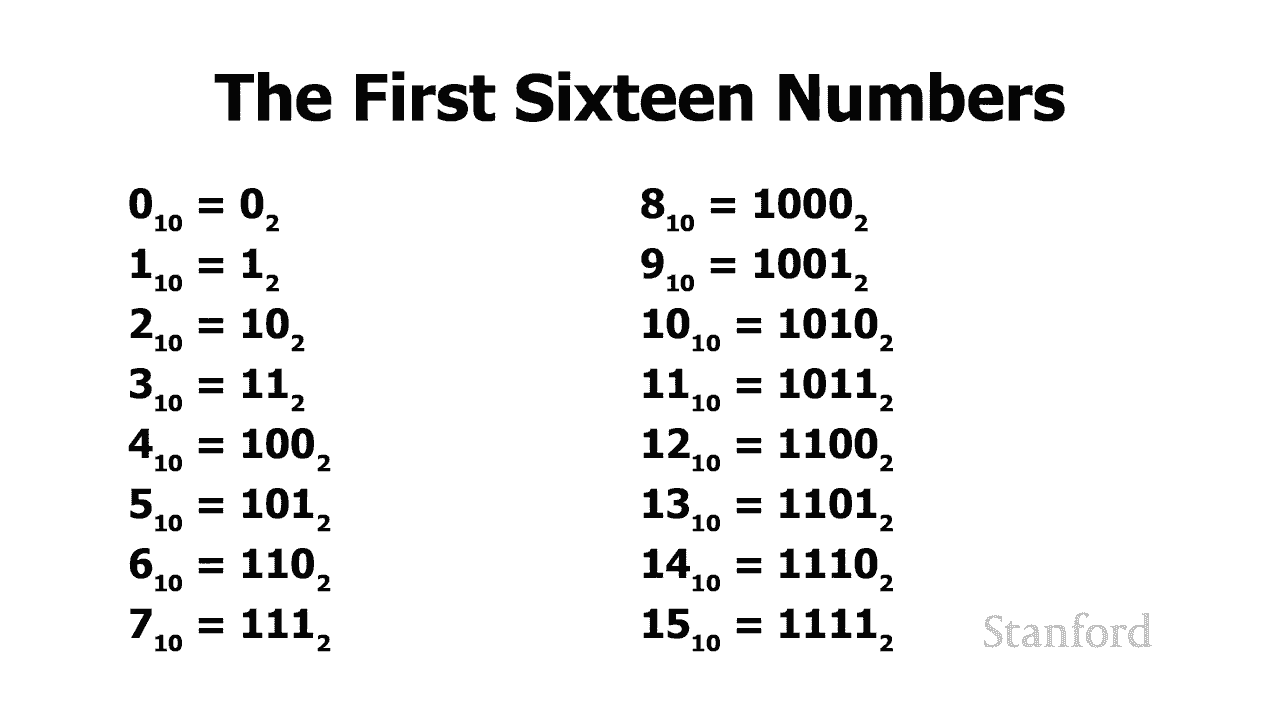 The First Sixteen Numbers
0₁₀ = 0₂
1₁₀ = 1₂
2₁₀ = 10₂
3₁₀ = 11₂
4₁₀ = 100₂
5₁₀ = 101₂
6₁₀ = 110₂
7₁₀ = 111₂
8₁₀ = 1000₂
9₁₀ = 1001₂
10₁₀ = 1010₂
11₁₀ = 1011₂
12₁₀ = 1100₂
13₁₀ = 1101₂
14₁₀ = 1110₂
15₁₀ = 1111₂
Stanford